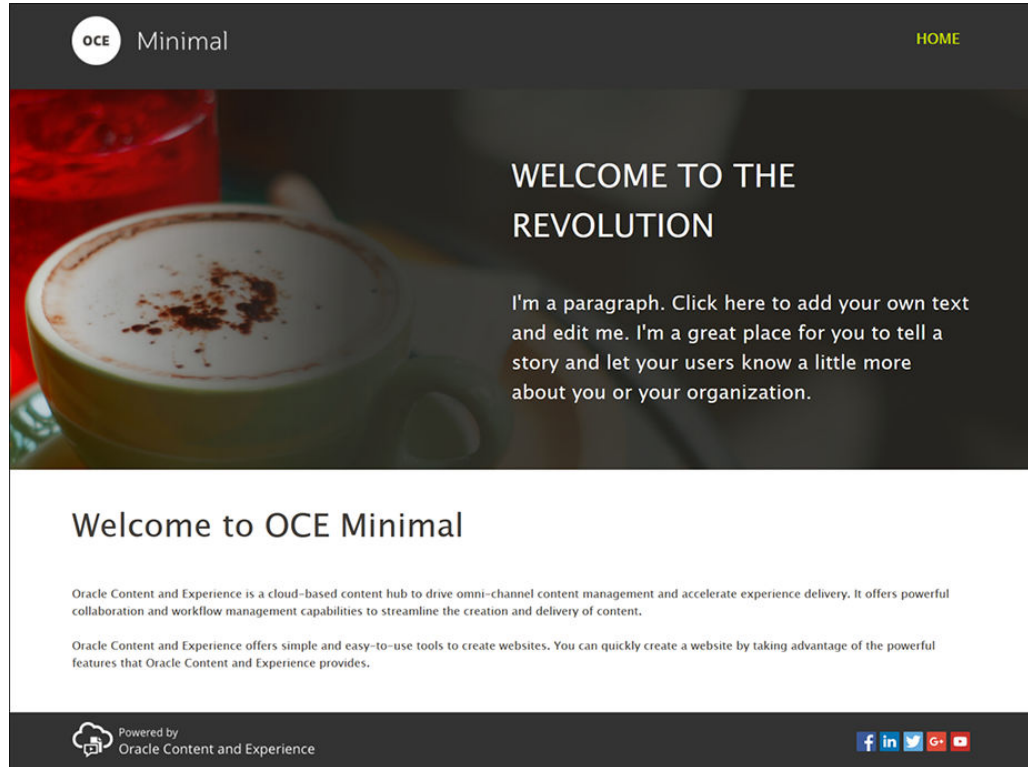 OCE Minimal
HOME
WELCOME TO THE
REVOLUTION
I'm a paragraph. Click here to add your own text
and edit me. I'm a great place for you to tell a
story and let your users know a little more
about you or your organization.
Welcome to OCE Minimal
Oracle Content and Experience is a cloud-based content hub to drive omni-channel content management and accelerate experience delivery. It offers powerful
collaboration and workflow management capabilities to streamline the creation and delivery of content.
Oracle Content and Experience offers simple and easy-to-use tools to create websites. You can quickly create a website by taking advantage of the powerful
features that Oracle Content and Experience provides.
Powered by
Oracle Content and Experience
f in G+